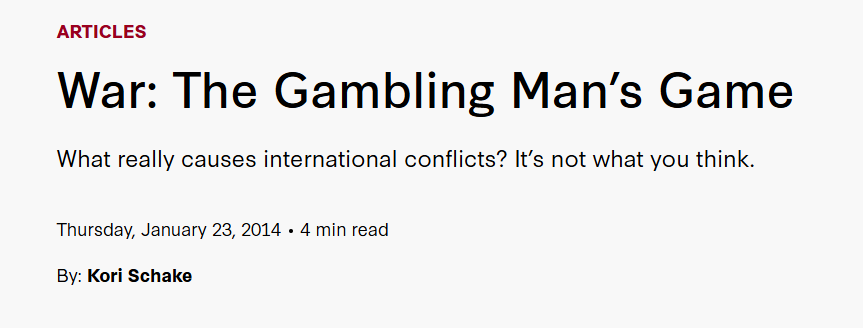 ARTICLES
War: The Gambling Man’s Game
What really causes international conflicts? It’s not what you think.
Thursday, January 23, 2014 • 4 min read
By: Kori Schake